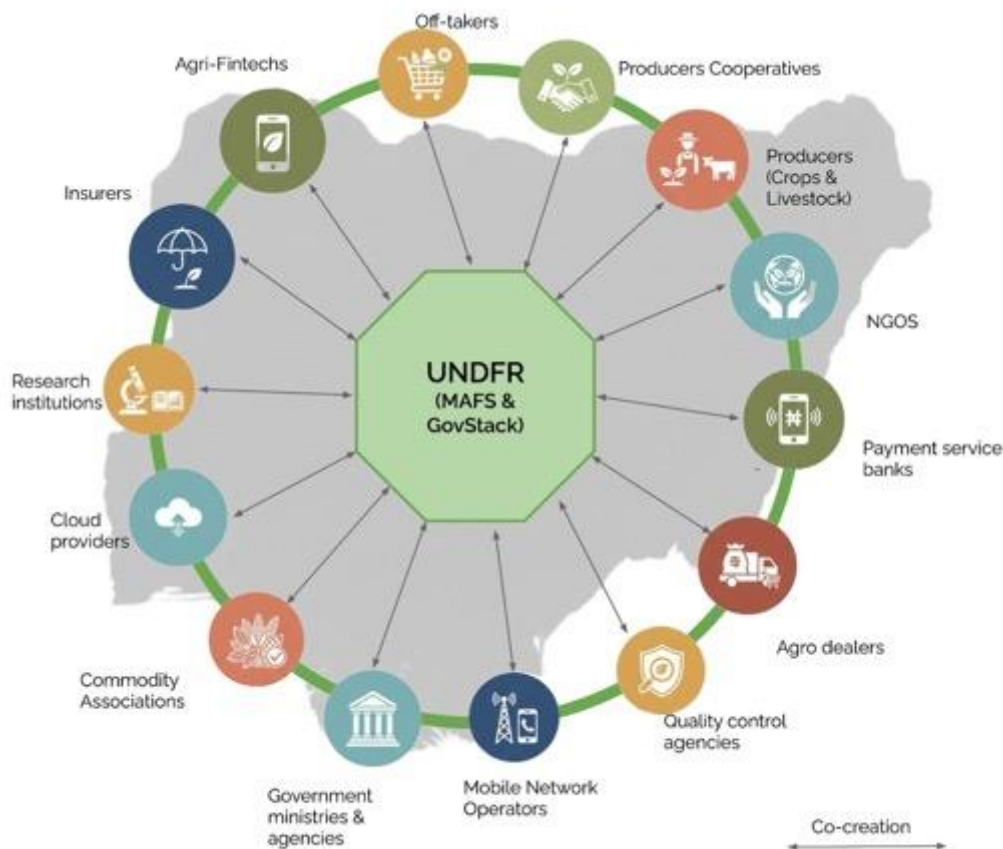 Off-takers
Agri-Fintechs
Producers Cooperatives
Producers
(Crops &
Livestock)
Insurers
NGOS
UNDFR
(MAFS &
GovStack)
Research
institutions
Payment service
banks
Cloud
providers
Agro dealers
Commodity
Associations
Quality control
agencies
Mobile Network
Operators
Government
ministries &
agencies
Co-creation